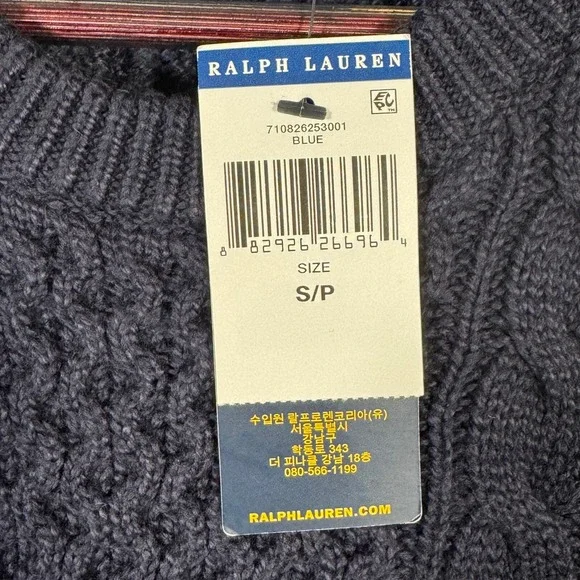 RALPH LAUREN
EPC
710826253001
BLUE
8 82926 26696 4
SIZE
S/P
수입원 랄프로렌코리아(유)
서울특별시
강남구
학동로 343
더 피나클 강남 18층
080-566-1199
RALPHLAUREN.COM